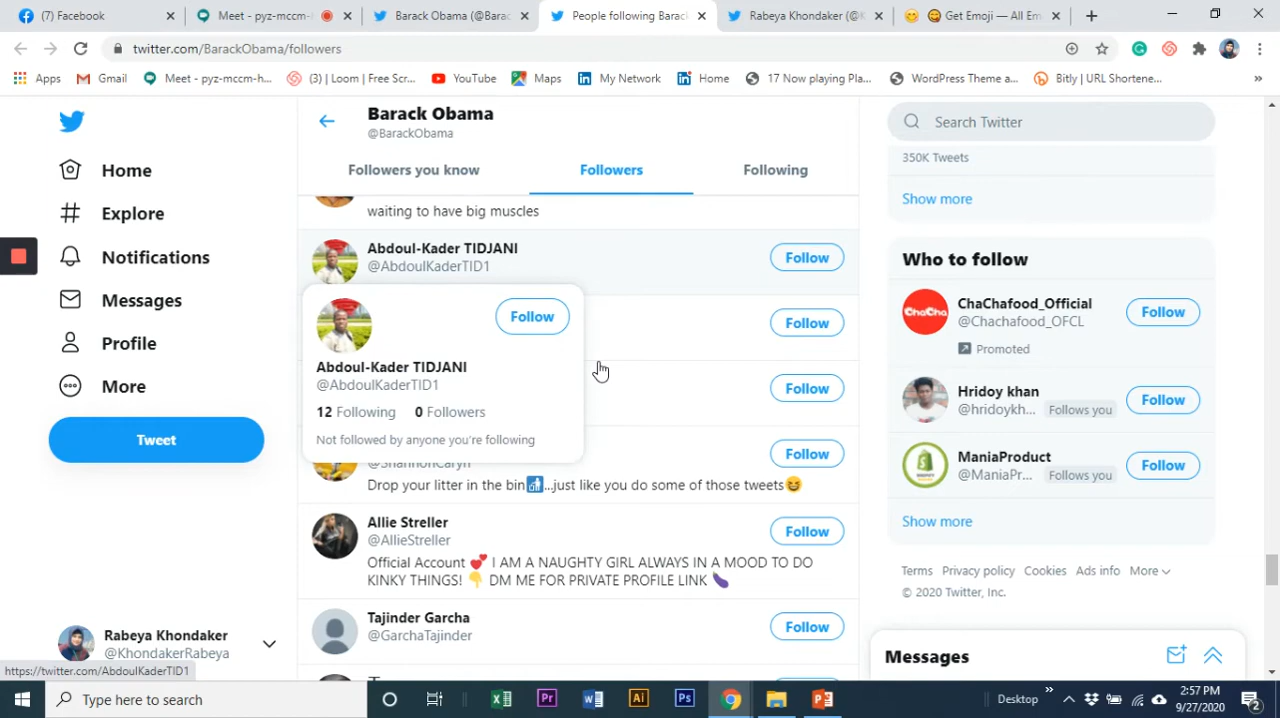 (7) Facebook
Meet - pyz-mccm-
Barack Obama (@Bara
People following Barack
Rabeya Khondaker (@K
Get Emoji — All Em
twitter.com/BarackObama/followers
Apps
Gmail
Meet - pyz-mccm-h...
(3) | Loom | Free Scr...
YouTube
Maps
My Network
Home
17 Now playing Pla...
WordPress Theme a...
Bitly | URL Shortene...
Home
Explore
Notifications
Messages
Profile
More
Tweet
Rabeya Khondaker
@KhondakerRabeya
https://twitter.com/AbdoulKaderTID1
Barack Obama
@BarackObama
Followers you know
Followers
Following
waiting to have big muscles
Abdoul-Kader TIDJANI
@AbdoulKaderTID1
Follow
Follow
Abdoul-Kader TIDJANI
@AbdoulKaderTID1
12 Following 0 Followers
Not followed by anyone you're following
Follow
Follow
@ShannonCaryn
Follow
Drop your litter in the bin🚮...just like you do some of those tweets😆
Allie Streller
@AllieStreller
Follow
Official Account 💕 I AM A NAUGHTY GIRL ALWAYS IN A MOOD TO DO
KINKY THINGS! 👇 DM ME FOR PRIVATE PROFILE LINK 🍆
Tajinder Garcha
@GarchaTajinder
Follow
Search Twitter
350K Tweets
Show more
Who to follow
ChaChafood_Official
@Chachafood_OFCL
Promoted
Follow
Hridoy khan
@hridoykh... Follows you
Follow
ManiaProduct
@ManiaPr... Follows you
Follow
Show more
Terms Privacy policy Cookies Ads info More
© 2020 Twitter, Inc.
Messages
Type here to search
Desktop
2:57 PM
9/27/2020
2